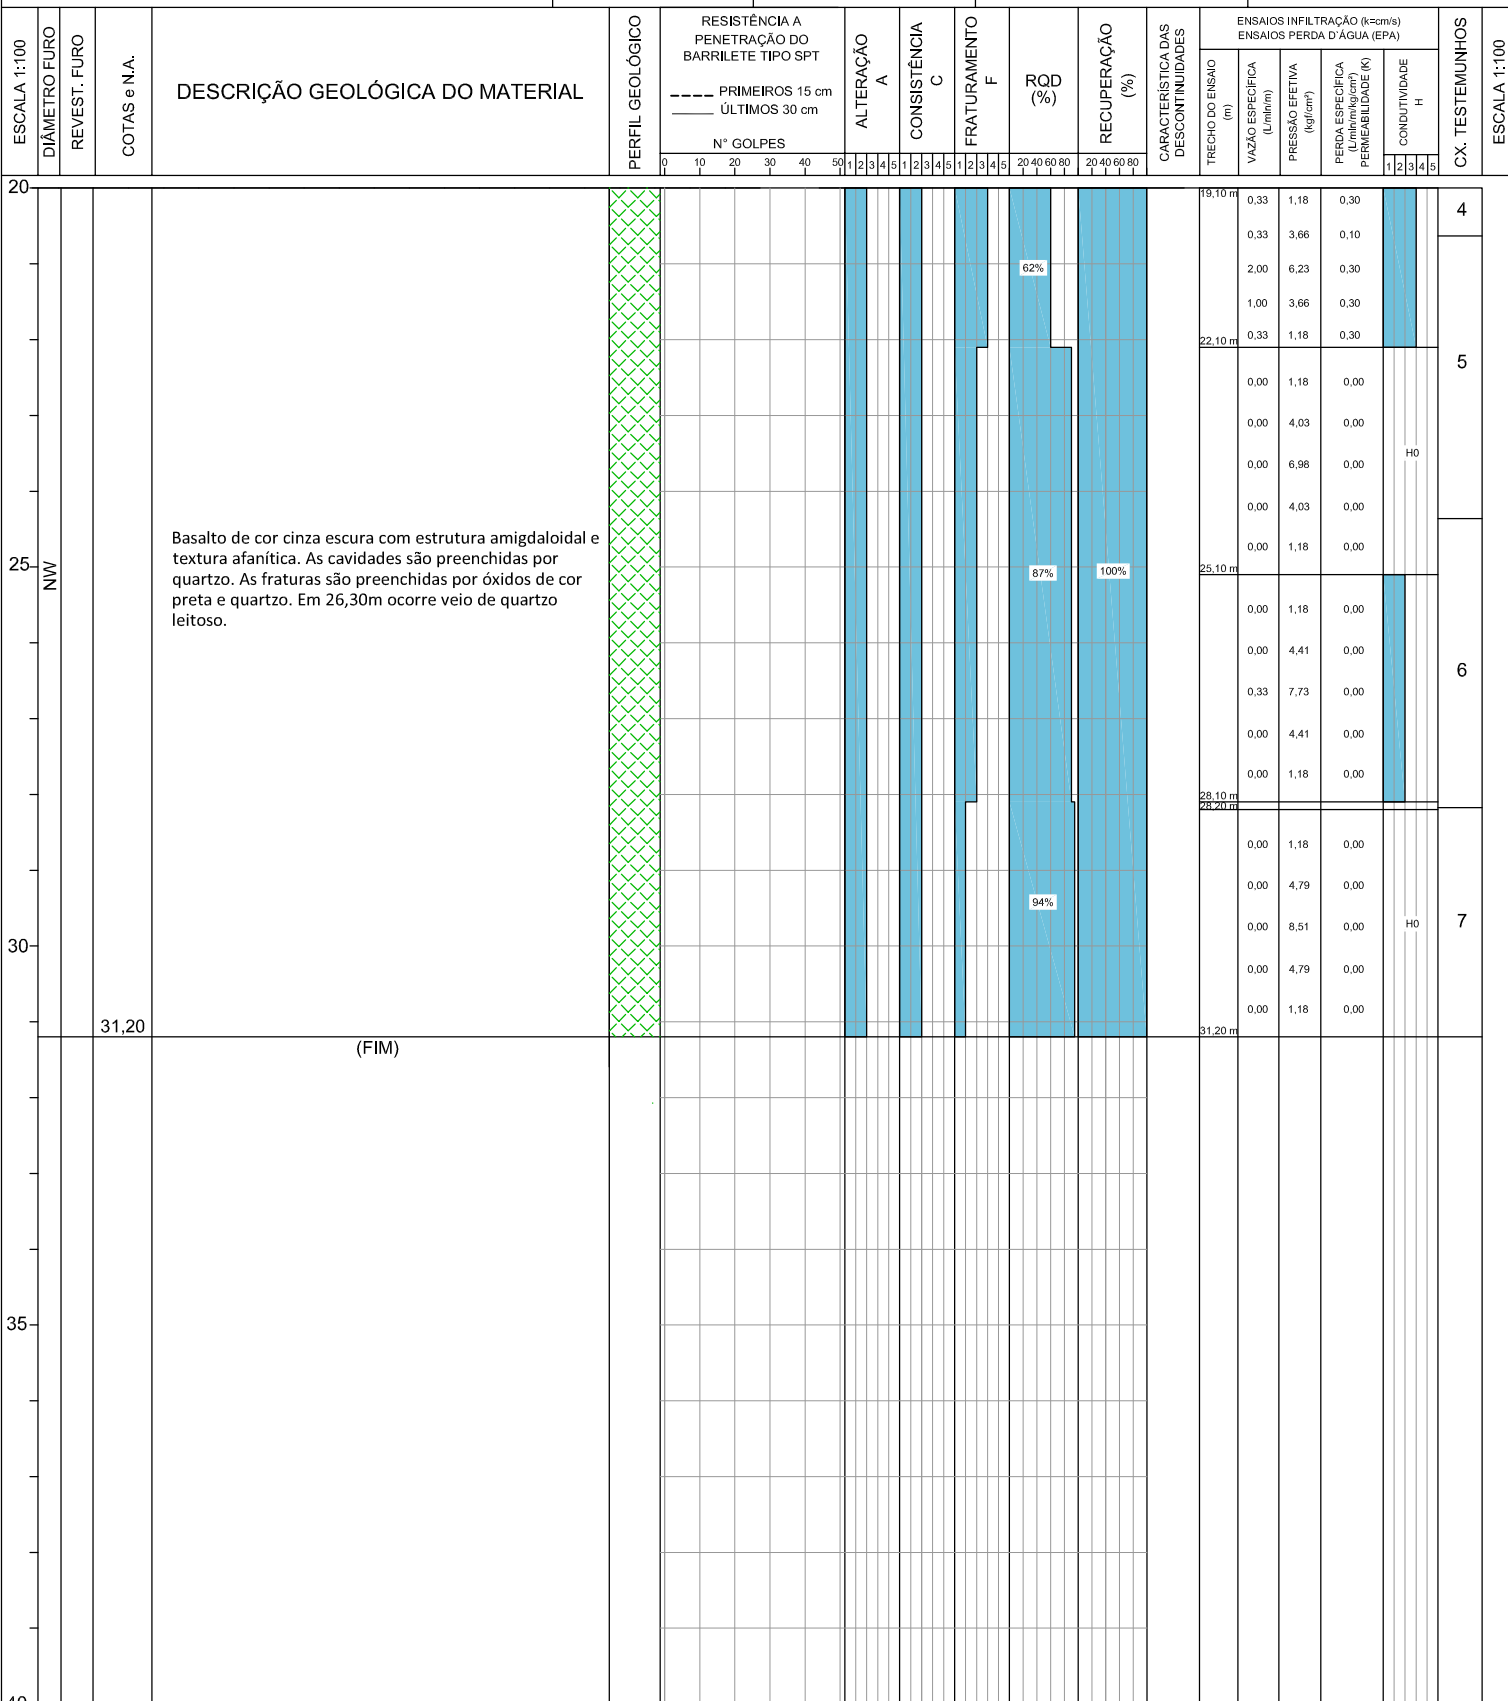 ESCALA 1:100
DIÂMETRO FURO
REVEST. FURO
COTAS e N.A.
DESCRIÇÃO GEOLÓGICA DO MATERIAL
PERFIL GEOLÓGICO
RESISTÊNCIA A
PENETRAÇÃO DO
BARRILETE TIPO SPT
PRIMEIROS 15 cm
ÚLTIMOS 30 cm
N° GOLPES
0 10 20 30 40 50
ALTERAÇÃO
A
1 2 3 4 5
CONSISTÊNCIA
C
1 2 3 4 5
FRATURAMENTO
F
1 2 3 4 5
RQD
(%)
20 40 60 80
RECUPERAÇÃO
(%)
20 40 60 80
CARACTERÍSTICA DAS
DESCONTINUIDADES
ENSAIOS INFILTRAÇÃO (k=cm/s)
ENSAIOS PERDA D`ÁGUA (EPA)
TRECHO DO ENSAIO
(m)
VAZÃO ESPECÍFICA
(L/min/m)
PRESSÃO EFETIVA
(kgf/cm²)
PERDA ESPECÍFICA
(L/min/m/kg/cm²)
PERMEABILIDADE (K)
CONDUTIVIDADE
H
1 2 3 4 5
CX. TESTEMUNHOS
ESCALA 1:100
20
19,10 m
0,33 1,18 0,30
4
0,33 3,66 0,10
62%
2,00 6,23 0,30
1,00 3,66 0,30
0,33 1,18 0,30
22,10 m
5
0,00 1,18 0,00
0,00 4,03 0,00
H0
0,00 6,98 0,00
0,00 4,03 0,00
0,00 1,18 0,00
25
NW
Basalto de cor cinza escura com estrutura amigdaloidal e
textura afanítica. As cavidades são preenchidas por
quartzo. As fraturas são preenchidas por óxidos de cor
preta e quartzo. Em 26,30m ocorre veio de quartzo
leitoso.
87%
100%
25,10 m
0,00 1,18 0,00
0,00 4,41 0,00
6
0,33 7,73 0,00
0,00 4,41 0,00
0,00 1,18 0,00
28,10 m
28,20 m
0,00 1,18 0,00
0,00 4,79 0,00
94%
0,00 8,51 0,00
H0
7
30
0,00 4,79 0,00
0,00 1,18 0,00
31,20
31,20 m
(FIM)
35